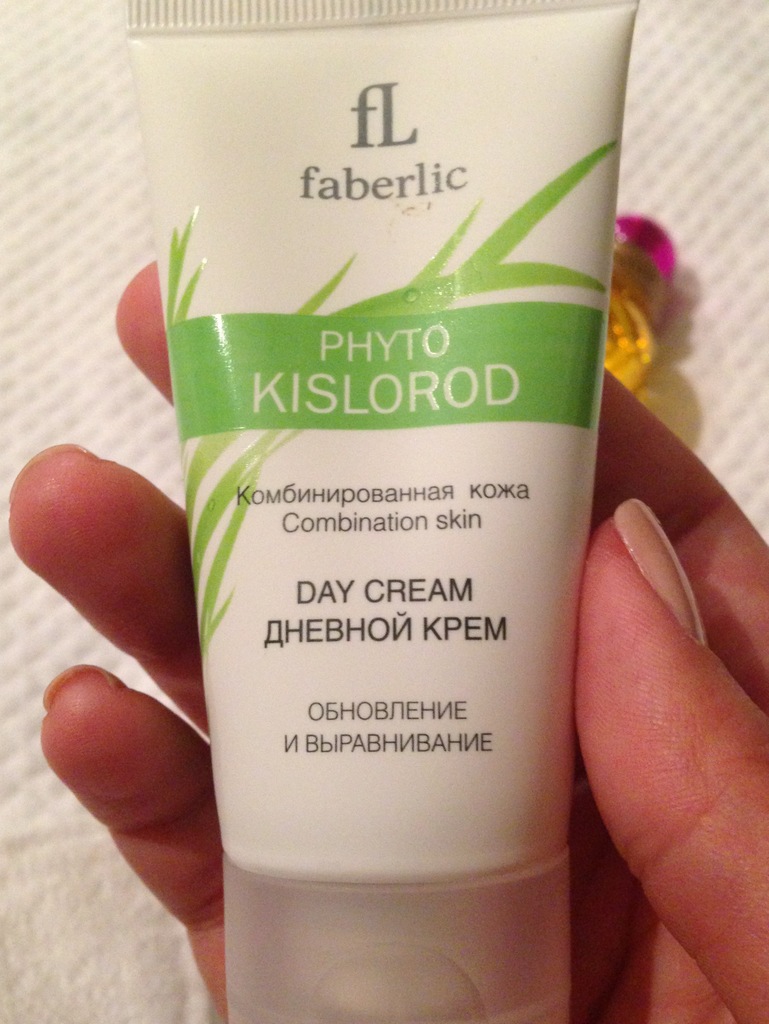 fL
faberlic
PHYTO
KISLOROD
Комбинированная кожа
Combination skin
DAY CREAM
ДНЕВНОЙ КРЕМ
ОБНОВЛЕНИЕ
И ВЫРАВНИВАНИЕ